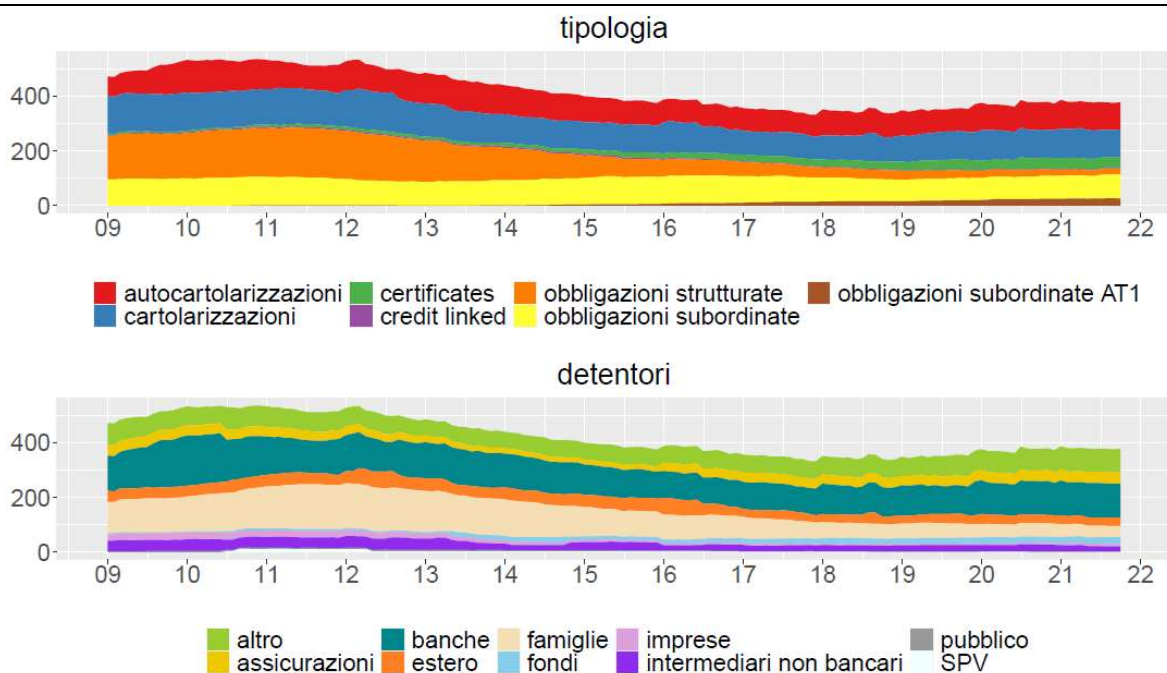 tipologia
400
200
0
09 10 11 12 13 14 15 16 17 18 19 20 21 22
autocartolarizzazioni certificates obbligazioni strutturate obbligazioni subordinate AT1
cartolarizzazioni credit linked obbligazioni subordinate
detentori
400
200
0
09 10 11 12 13 14 15 16 17 18 19 20 21 22
altro banche famiglie imprese pubblico
assicurazioni estero fondi intermediari non bancari SPV